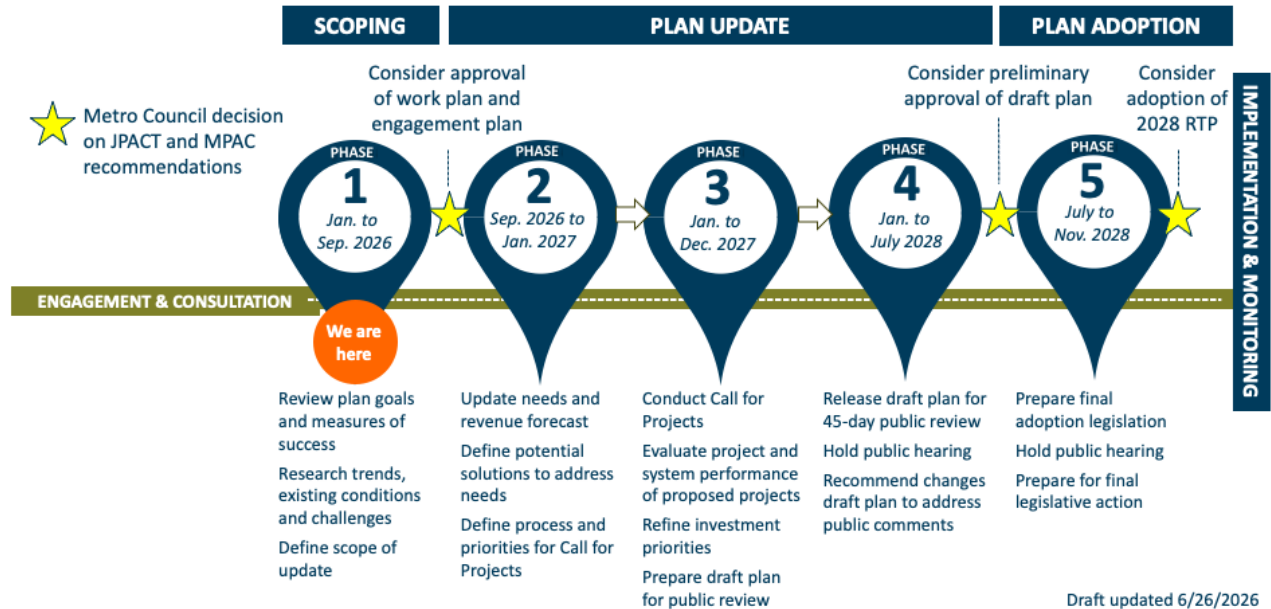 SCOPING
PLAN UPDATE
PLAN ADOPTION
Metro Council decision
on JPACT and MPAC
recommendations
Consider approval
of work plan and
engagement plan
Consider preliminary
approval of draft plan
Consider
adoption of
2028 RTP
PHASE
1
Jan. to
Sep. 2026
PHASE
2
Sep. 2026 to
Jan. 2027
PHASE
3
Jan. to
Dec. 2027
PHASE
4
Jan. to
July 2028
PHASE
5
July to
Nov. 2028
IMPLEMENTATION & MONITORING
ENGAGEMENT & CONSULTATION
We are
here
Review plan goals
and measures of
success
Research trends,
existing conditions
and challenges
Define scope of
update
Update needs and
revenue forecast
Define potential
solutions to address
needs
Define process and
priorities for Call for
Projects
Conduct Call for
Projects
Evaluate project and
system performance
of proposed projects
Refine investment
priorities
Prepare draft plan
for public review
Release draft plan for
45-day public review
Hold public hearing
Recommend changes
draft plan to address
public comments
Prepare final
adoption legislation
Hold public hearing
Prepare for final
legislative action
Draft updated 6/26/2026